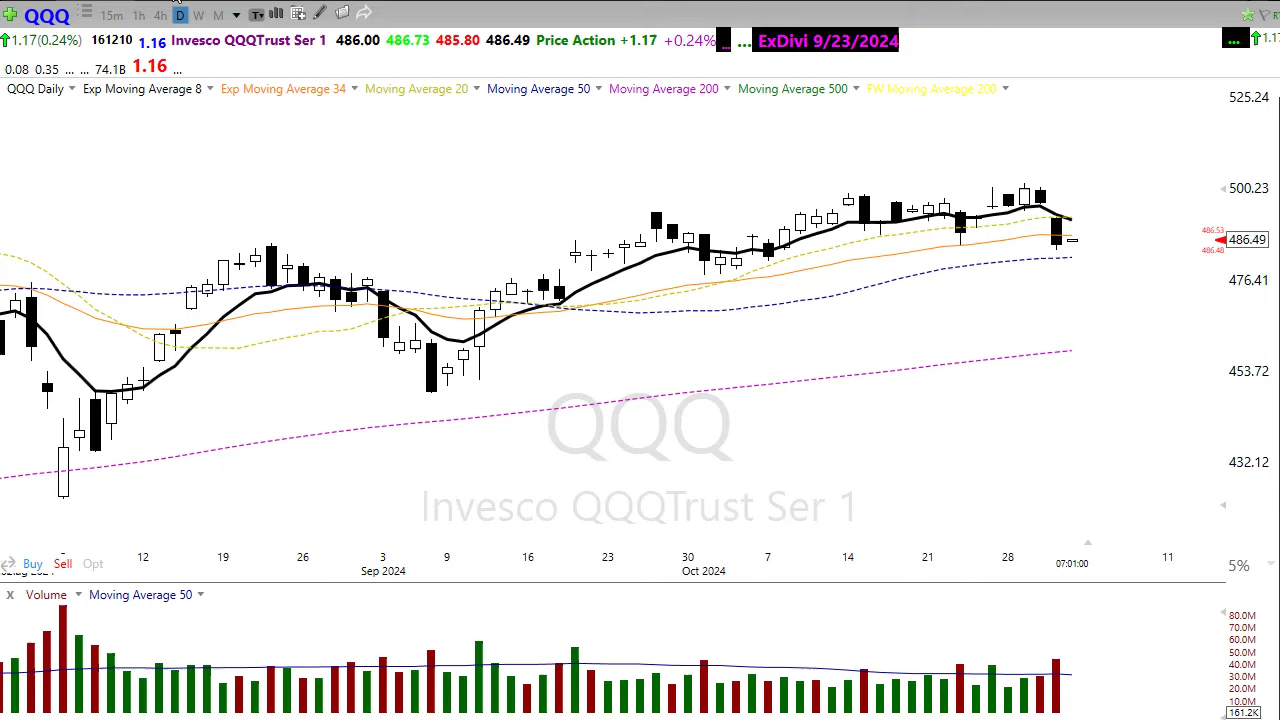 QQQ 15m 1h 4h D W M T
1.17(0.24%) 161210 1.16 Invesco QQQTrust Ser 1 486.00 486.73 485.80 486.49 Price Action +1.17 +0.24% ... ... ExDivi 9/23/2024 ... 1.17
0.08 0.35 ... ... 74.1B 1.16 ...
QQQ Daily Exp Moving Average 8 Exp Moving Average 34 Moving Average 20 Moving Average 50 Moving Average 200 Moving Average 500 FW Moving Average 200
525.24
500.23
486.53
486.49
486.48
476.41
453.72
432.12
QQQ
Invesco QQQTrust Ser 1
12 19 26 3 9 16 23 30 7 14 21 28 11
Buy Sell Opt 07:01:00 5%
Sep 2024 Oct 2024
X Volume Moving Average 50
80.0M
70.0M
60.0M
50.0M
40.0M
30.0M
20.0M
10.0M
161.2K